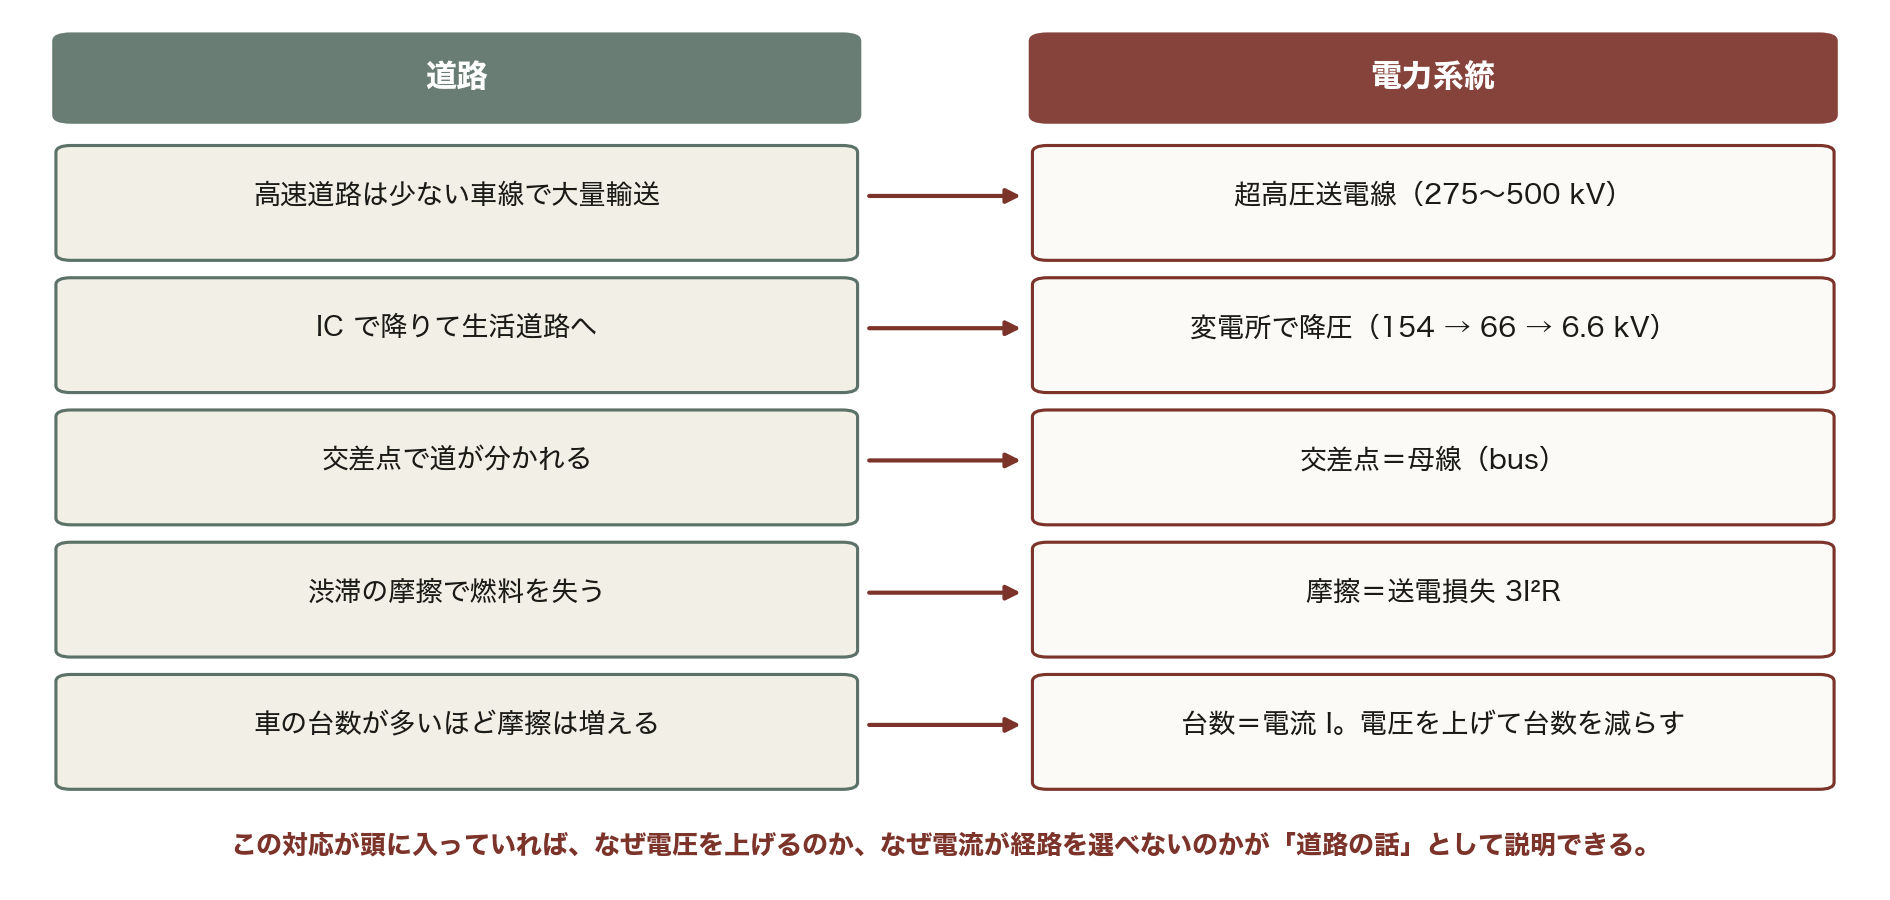 道路
電力系統
高速道路は少ない車線で大量輸送
超高圧送電線（275〜500 kV）
IC で降りて生活道路へ
変電所で降圧（154 → 66 → 6.6 kV）
交差点で道が分かれる
交差点＝母線（bus）
渋滞の摩擦で燃料を失う
摩擦＝送電損失 3I²R
車の台数が多いほど摩擦は増える
台数＝電流 I。電圧を上げて台数を減らす
この対応が頭に入っていれば、なぜ電圧を上げるのか、なぜ電流が経路を選べないのかが「道路の話」として説明できる。